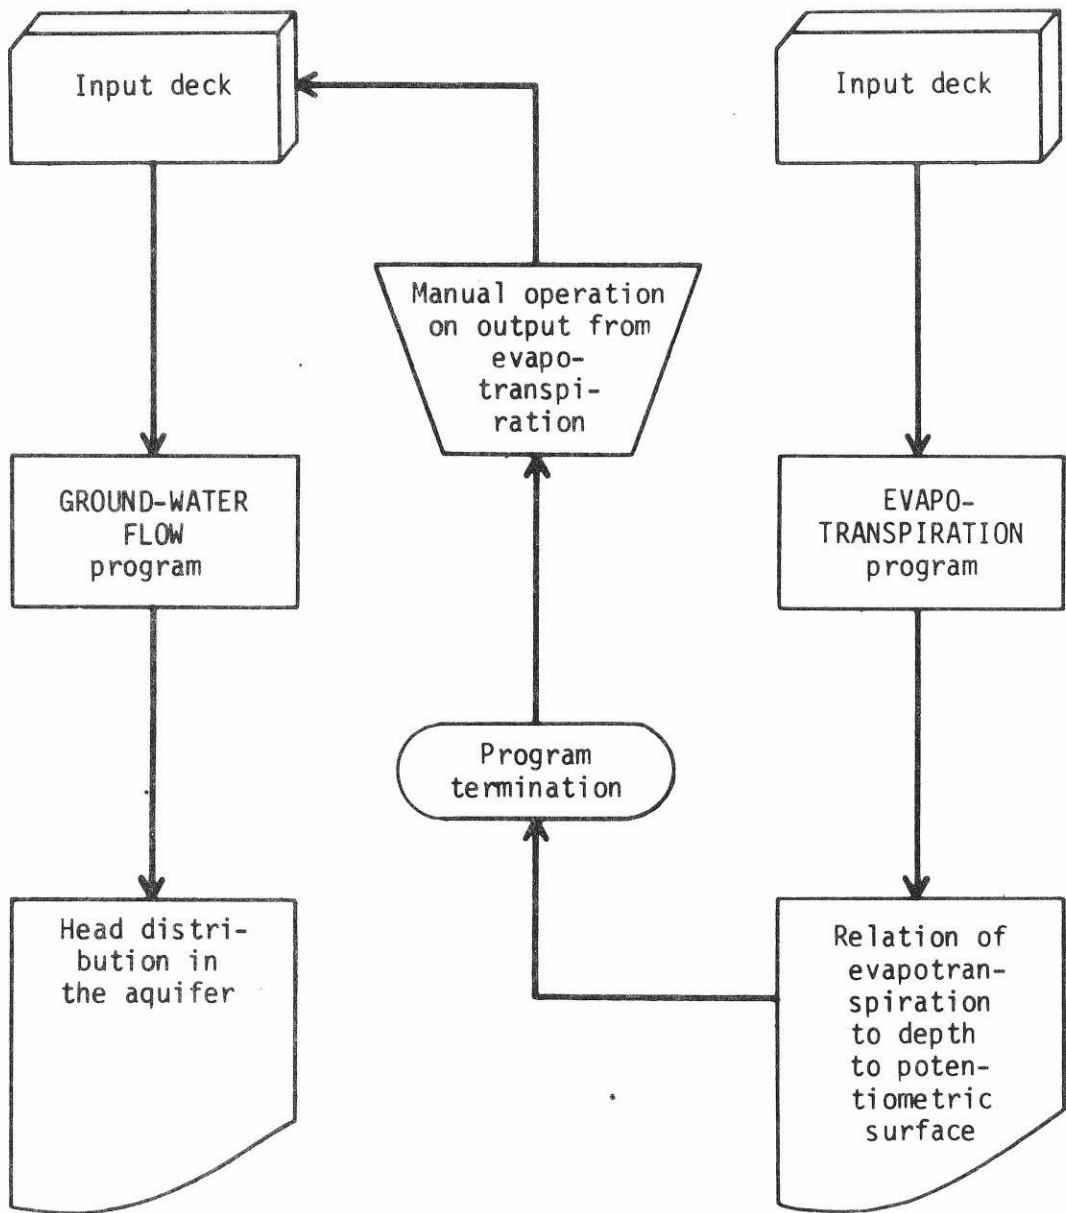 Input deck
Input deck
Manual operation
on output from
evapo-
transpi-
ration
GROUND-WATER
FLOW
program
EVAPO-
TRANSPIRATION
program
Program
termination
Head distri-
bution in
the aquifer
Relation of
evapotran-
spiration
to depth
to poten-
tiometric
surface